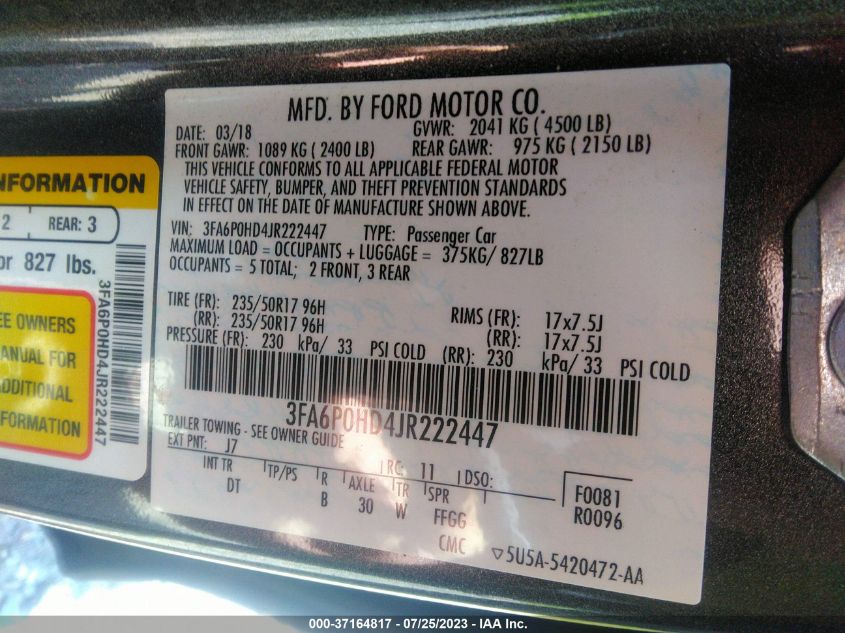 MFD. BY FORD MOTOR CO.
DATE: 03/18 GVWR: 2041 KG ( 4500 LB)
FRONT GAWR: 1089 KG ( 2400 LB) REAR GAWR: 975 KG ( 2150 LB)
THIS VEHICLE CONFORMS TO ALL APPLICABLE FEDERAL MOTOR
VEHICLE SAFETY, BUMPER, AND THEFT PREVENTION STANDARDS
IN EFFECT ON THE DATE OF MANUFACTURE SHOWN ABOVE.
VIN: 3FA6P0HD4JR222447 TYPE: Passenger Car
MAXIMUM LOAD = OCCUPANTS + LUGGAGE = 375KG/ 827LB
OCCUPANTS = 5 TOTAL; 2 FRONT, 3 REAR
TIRE (FR): 235/50R17 96H RIMS (FR): 17x7.5J
(RR): 235/50R17 96H (RR): 17x7.5J
PRESSURE (FR): 230 kPa/ 33 PSI COLD (RR): 230 kPa/ 33 PSI COLD
3FA6P0HD4JR222447
TRAILER TOWING - SEE OWNER GUIDE
EXT PNT: J7 RC: 11 DSO:
INT TR TP/PS R AXLE TR SPR
DT B 30 W FFGG
CMC
F0081
R0096
5U5A-5420472-AA
NFORMATION
2 REAR: 3
or 827 lbs.
EE OWNERS
ANUAL FOR
DDITIONAL
NFORMATION
3FA6P0HD4JR222447
000-37164817 - 07/25/2023 - IAA Inc.